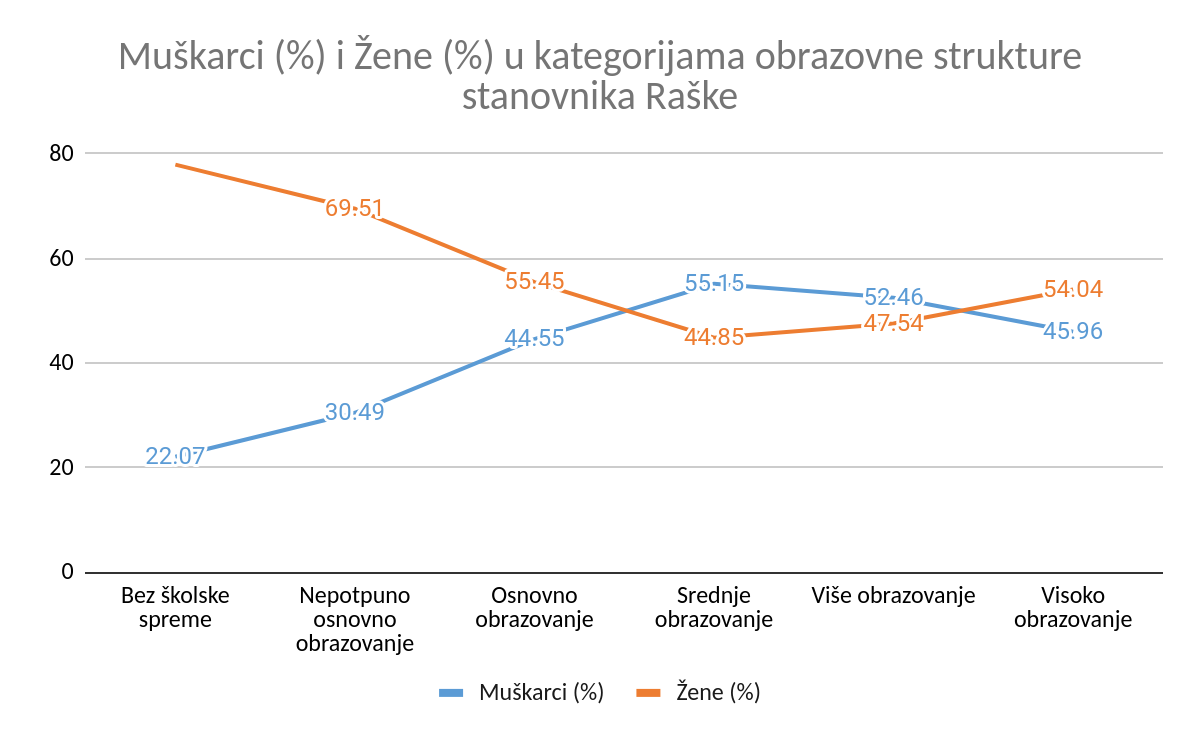 Muškarci (%) i Žene (%) u kategorijama obrazovne strukture
stanovnika Raške
80
60
40
20
0
69.51
55.45
44.85
47.54
54.04
22.07
30.49
44.55
55.15
52.46
45.96
Bez školske
spreme
Nepotpuno
osnovno
obrazovanje
Osnovno
obrazovanje
Srednje
obrazovanje
Više obrazovanje
Visoko
obrazovanje
Muškarci (%)
Žene (%)